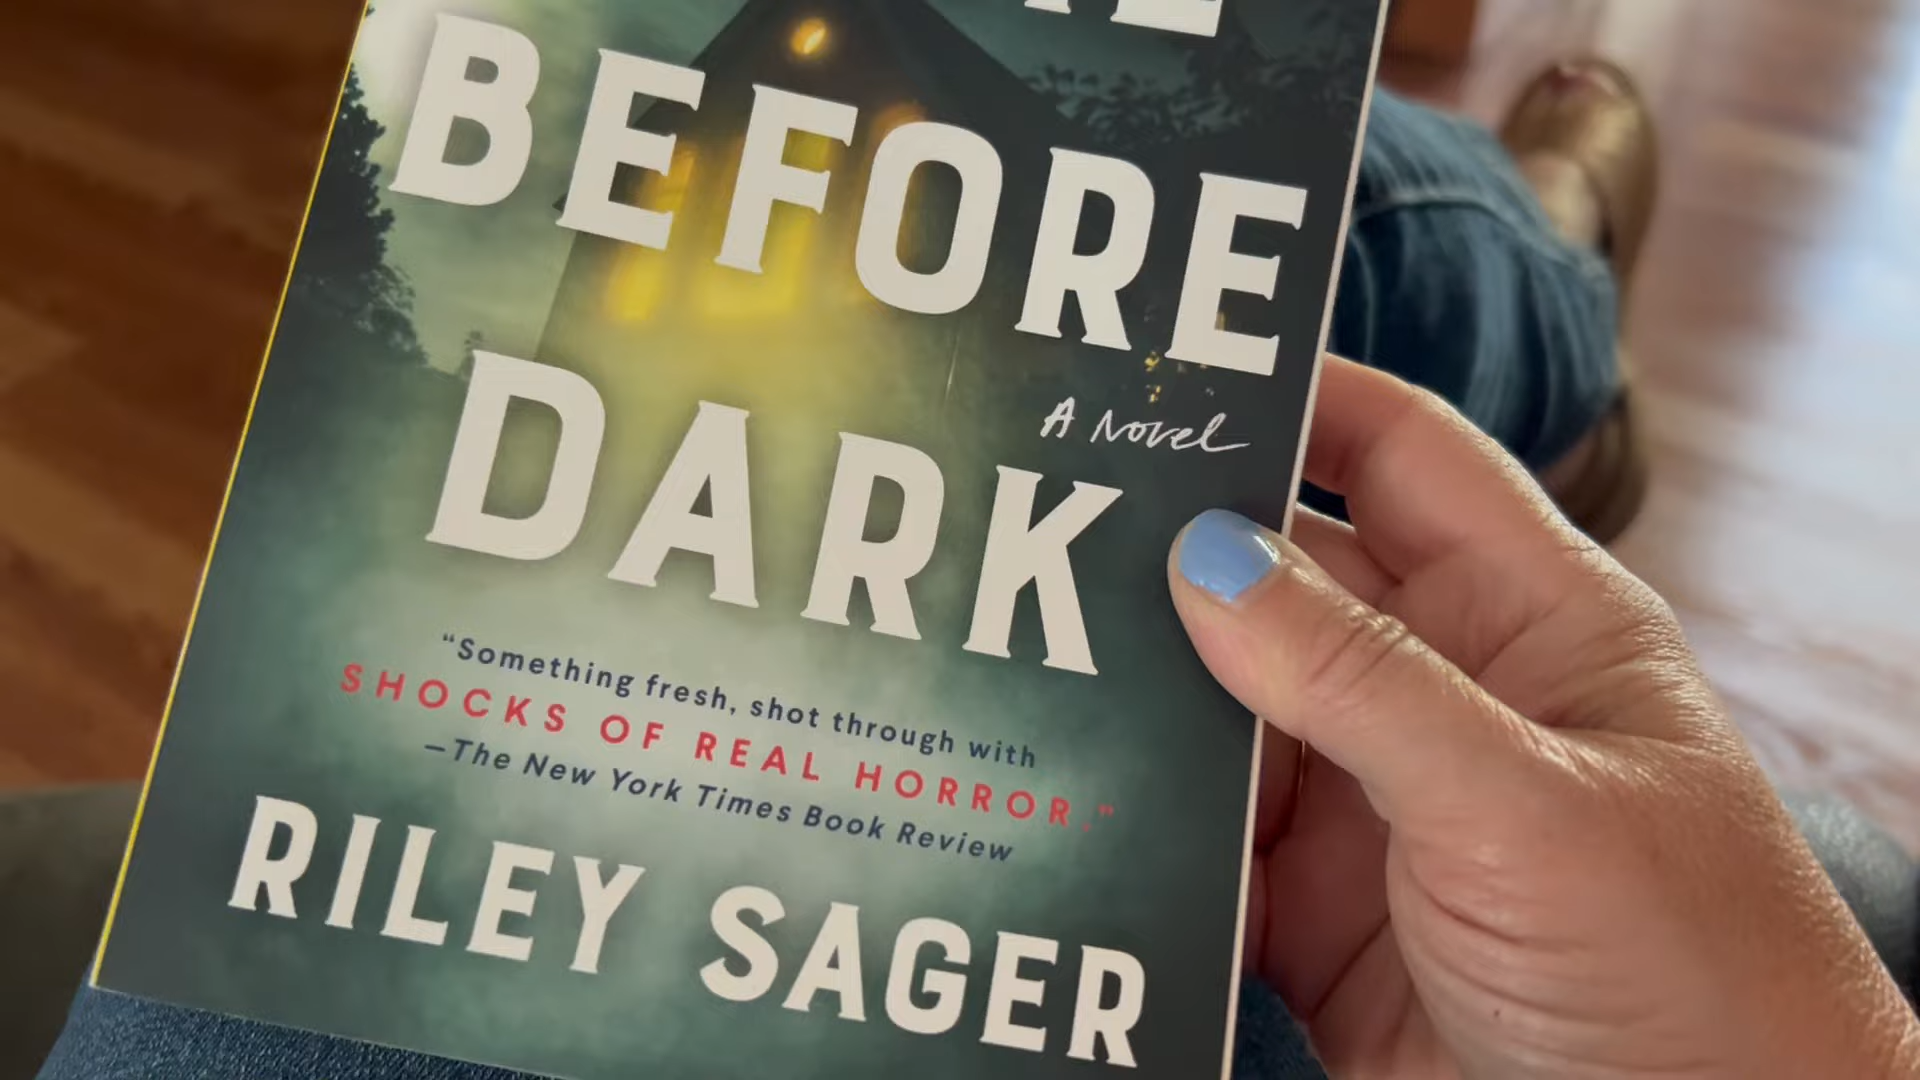 BEFORE
DARK
A Novel
“Something fresh, shot through with
SHOCKS OF REAL HORROR.”
—The New York Times Book Review
RILEY SAGER